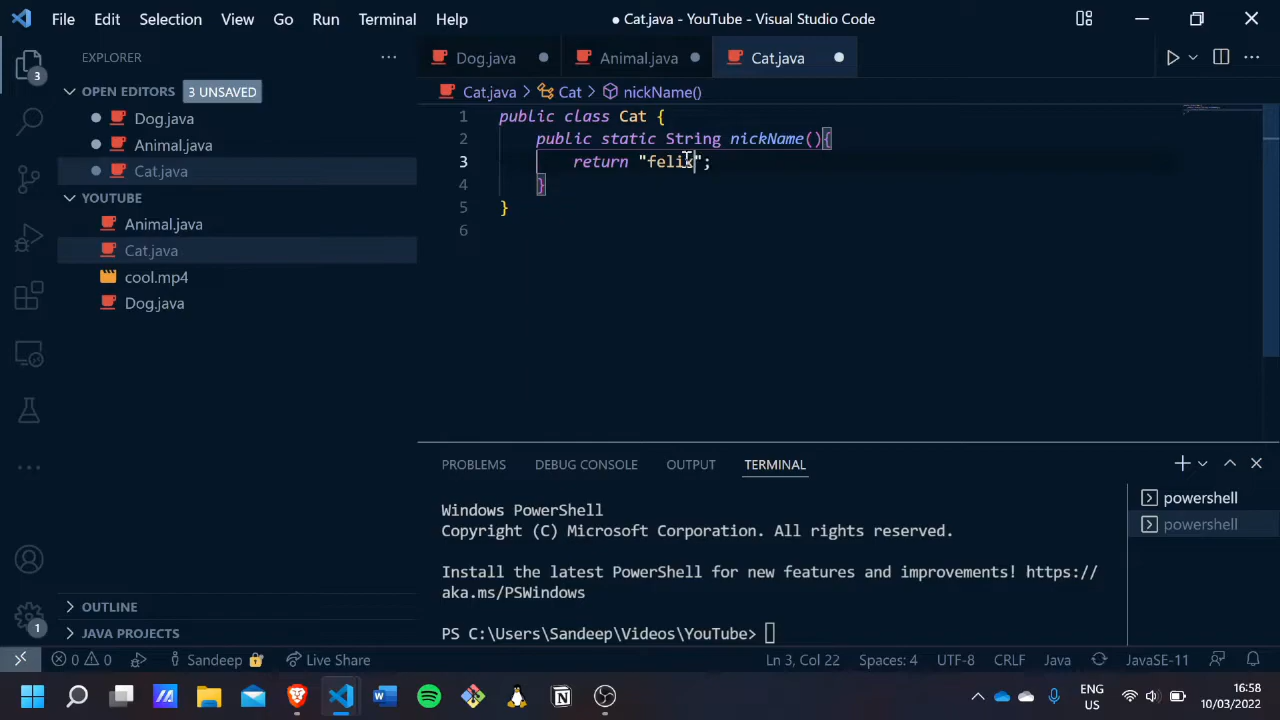 File Edit Selection View Go Run Terminal Help
● Cat.java - YouTube - Visual Studio Code
EXPLORER
OPEN EDITORS 3 UNSAVED
Dog.java
Animal.java
Cat.java
YOUTUBE
Animal.java
Cat.java
cool.mp4
Dog.java
OUTLINE
JAVA PROJECTS
3
1
Dog.java Animal.java Cat.java
Cat.java > Cat > nickName()
1 public class Cat {
2 public static String nickName(){
3 return "felix";
4 }
5 }
6
PROBLEMS DEBUG CONSOLE OUTPUT TERMINAL
Windows PowerShell
Copyright (C) Microsoft Corporation. All rights reserved.
Install the latest PowerShell for new features and improvements! https://
aka.ms/PSWindows
PS C:\Users\Sandeep\Videos\YouTube>
powershell
powershell
0 0 Sandeep Live Share Ln 3, Col 22 Spaces: 4 UTF-8 CRLF Java JavaSE-11
ENG
US
16:58
10/03/2022